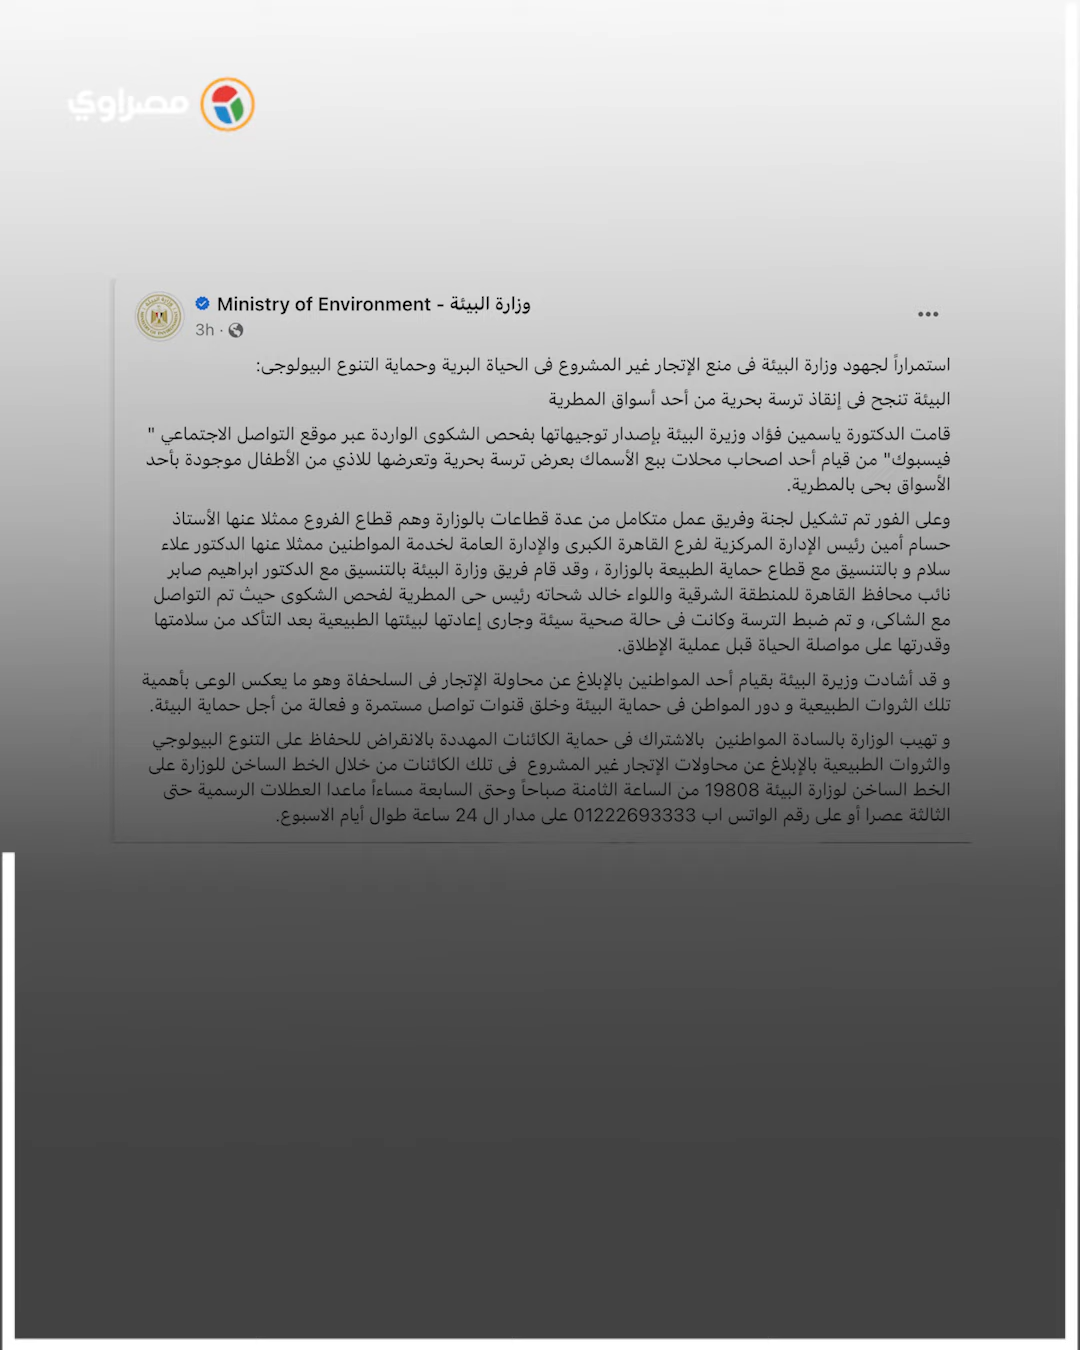 مصراوي
Ministry of Environment - وزارة البيئة
3h ·
استمراراً لجهود وزارة البيئة فى منع الإتجار غير المشروع فى الحياة البرية وحماية التنوع البيولوجى:
البيئة تنجح فى إنقاذ ترسة بحرية من أحد أسواق المطرية
قامت الدكتورة ياسمين فؤاد وزيرة البيئة بإصدار توجيهاتها بفحص الشكوى الواردة عبر موقع التواصل الاجتماعي "
فيسبوك" من قيام أحد اصحاب محلات بيع الأسماك بعرض ترسة بحرية وتعرضها للاذي من الأطفال موجودة بأحد
الأسواق بحى بالمطرية.
وعلى الفور تم تشكيل لجنة وفريق عمل متكامل من عدة قطاعات بالوزارة وهم قطاع الفروع ممثلا عنها الأستاذ
حسام أمين رئيس الإدارة المركزية لفرع القاهرة الكبرى والإدارة العامة لخدمة المواطنين ممثلا عنها الدكتور علاء
سلام و بالتنسيق مع قطاع حماية الطبيعة بالوزارة ، وقد قام فريق وزارة البيئة بالتنسيق مع الدكتور ابراهيم صابر
نائب محافظ القاهرة للمنطقة الشرقية واللواء خالد شحاته رئيس حى المطرية لفحص الشكوى حيث تم التواصل
مع الشاكى، و تم ضبط الترسة وكانت فى حالة صحية سيئة وجارى إعادتها لبيئتها الطبيعية بعد التأكد من سلامتها
وقدرتها على مواصلة الحياة قبل عملية الإطلاق.
و قد أشادت وزيرة البيئة بقيام أحد المواطنين بالإبلاغ عن محاولة الإتجار فى السلحفاة وهو ما يعكس الوعى بأهمية
تلك الثروات الطبيعية و دور المواطن فى حماية البيئة وخلق قنوات تواصل مستمرة و فعالة من أجل حماية البيئة.
و تهيب الوزارة بالسادة المواطنين بالاشتراك فى حماية الكائنات المهددة بالانقراض للحفاظ على التنوع البيولوجي
والثروات الطبيعية بالإبلاغ عن محاولات الإتجار غير المشروع فى تلك الكائنات من خلال الخط الساخن للوزارة على
الخط الساخن لوزارة البيئة 19808 من الساعة الثامنة صباحاً وحتى السابعة مساءاً ماعدا العطلات الرسمية حتى
الثالثة عصرا أو على رقم الواتس اب 01222693333 على مدار ال 24 ساعة طوال أيام الاسبوع.